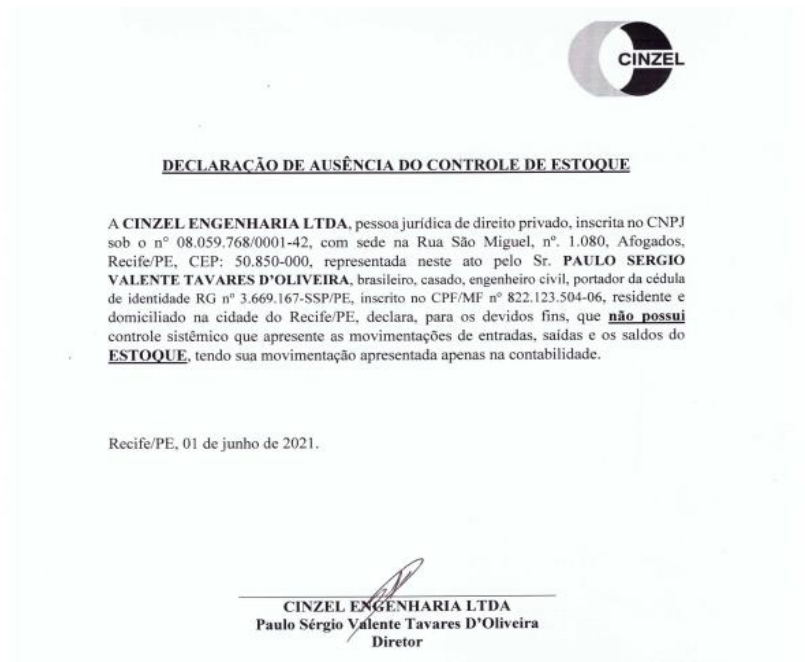 CINZEL
DECLARAÇÃO DE AUSÊNCIA DO CONTROLE DE ESTOQUE
A CINZEL ENGENHARIA LTDA, pessoa jurídica de direito privado, inscrita no CNPJ
sob o nº 08.059.768/0001-42, com sede na Rua São Miguel, nº. 1.080, Afogados,
Recife/PE, CEP: 50.850-000, representada neste ato pelo Sr. PAULO SERGIO
VALENTE TAVARES D’OLIVEIRA, brasileiro, casado, engenheiro civil, portador da cédula
de identidade RG nº 3.669.167-SSP/PE, inscrito no CPF/MF nº 822.123.504-06, residente e
domiciliado na cidade do Recife/PE, declara, para os devidos fins, que não possui
controle sistêmico que apresente as movimentações de entradas, saídas e os saldos do
ESTOQUE, tendo sua movimentação apresentada apenas na contabilidade.
Recife/PE, 01 de junho de 2021.
CINZEL ENGENHARIA LTDA
Paulo Sérgio Valente Tavares D’Oliveira
Diretor